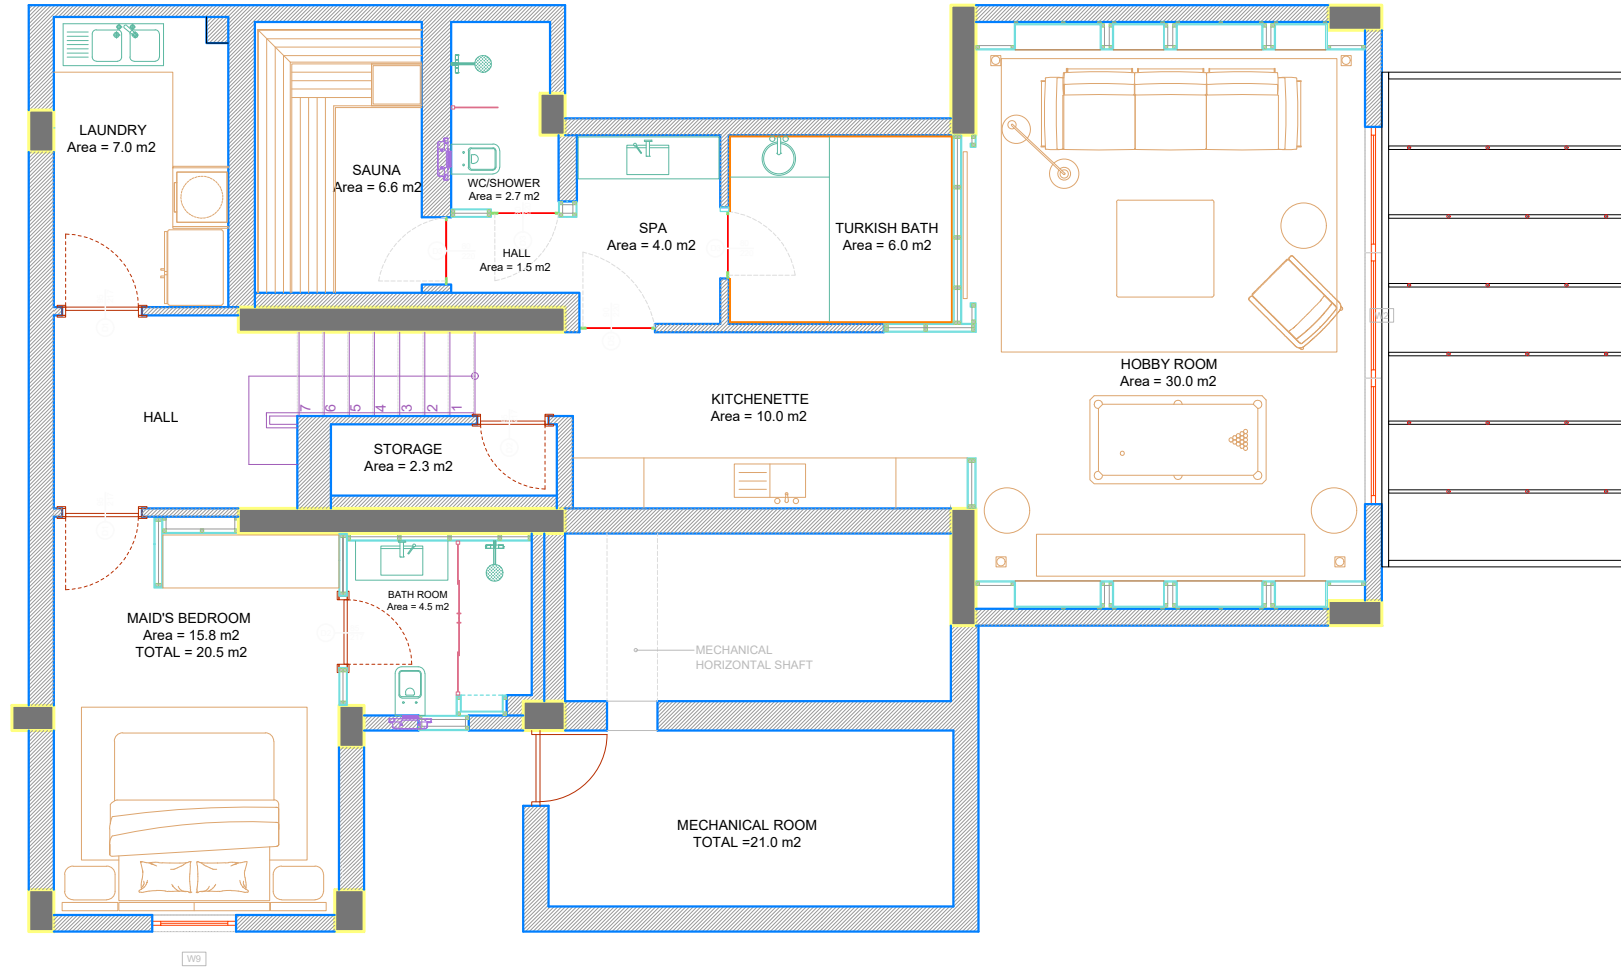 LAUNDRY
Area = 7.0 m2
SAUNA
Area = 6.6 m2
WC/SHOWER
Area = 2.7 m2
HALL
Area = 1.5 m2
SPA
Area = 4.0 m2
TURKISH BATH
Area = 6.0 m2
HOBBY ROOM
Area = 30.0 m2
KITCHENETTE
Area = 10.0 m2
HALL
7 6 5 4 3 2 1
STORAGE
Area = 2.3 m2
BATH ROOM
Area = 4.5 m2
MAID'S BEDROOM
Area = 15.8 m2
TOTAL = 20.5 m2
MECHANICAL
HORIZONTAL SHAFT
MECHANICAL ROOM
TOTAL =21.0 m2
W9